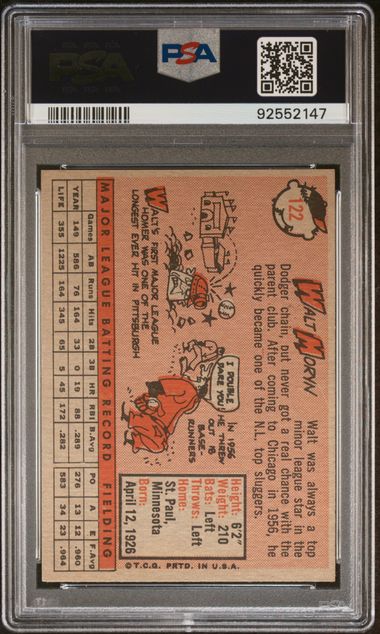 PSA
PSA
92552147
122
WALT MORYN
Walt was always a top
minor league star in the
Dodger chain, but never got a real chance with the
parent club. After coming to Chicago in 1956, he
quickly became one of the N.L. top sluggers.
WALT'S FIRST MAJOR LEAGUE
HOMER WAS ONE OF THE
LONGEST EVER HIT IN PITTSBURGH
I DOUBLE
DARE YOU!
IN 1956
HE THREW
OUT 18
BASE
RUNNERS
Height: 6'2"
Weight: 210
Bats: Left
Throws: Left
Home:
St. Paul,
Minnesota
Born:
April 12, 1926
MAJOR LEAGUE BATTING RECORD FIELDING
Games AB Runs Hits 2B 3B HR RBI B.Avg PO A E F.Avg
YEAR 149 568 76 164 33 0 19 88 .289 276 13 12 .960
LIFE 355 1225 164 345 65 5 45 172 .282 583 34 23 .964
© T.C.G. PRTD. IN U.S.A.